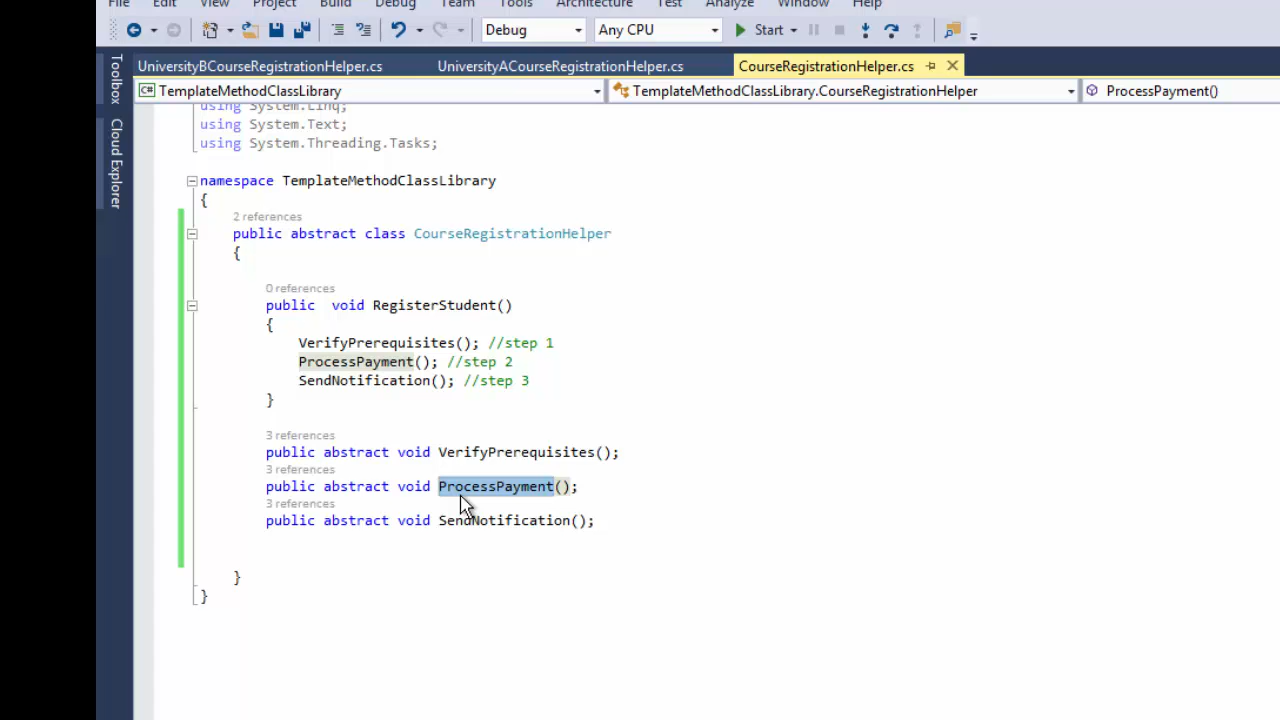 File Edit View Project Build Debug Team Tools Architecture Test Analyze Window Help
Debug Any CPU Start
UniversityBCourseRegistrationHelper.cs UniversityACourseRegistrationHelper.cs CourseRegistrationHelper.cs
C# TemplateMethodClassLibrary TemplateMethodClassLibrary.CourseRegistrationHelper ProcessPayment()
Toolbox
Cloud Explorer
using System.Linq;
using System.Text;
using System.Threading.Tasks;
namespace TemplateMethodClassLibrary
{
2 references
public abstract class CourseRegistrationHelper
{
0 references
public void RegisterStudent()
{
VerifyPrerequisites(); //step 1
ProcessPayment(); //step 2
SendNotification(); //step 3
}
3 references
public abstract void VerifyPrerequisites();
3 references
public abstract void ProcessPayment();
3 references
public abstract void SendNotification();
}
}